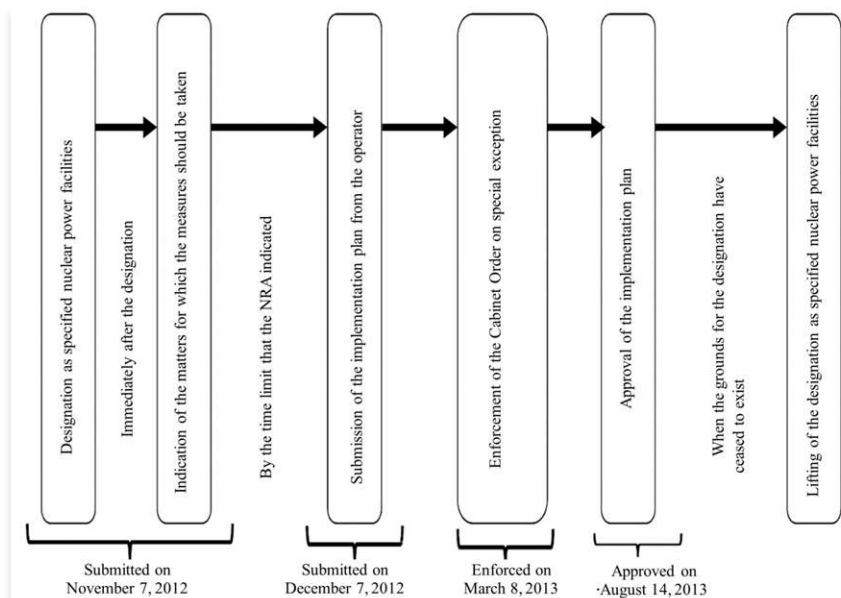 Designation as specified nuclear power facilities
Immediately after the designation
Indication of the matters for which the measures should be taken
By the time limit that the NRA indicated
Submission of the implementation plan from the operator
Enforcement of the Cabinet Order on special exception
Approval of the implementation plan
When the grounds for the designation have
ceased to exist
Lifting of the designation as specified nuclear power facilities
Submitted on
November 7, 2012
Submitted on
December 7, 2012
Enforced on
March 8, 2013
Approved on
·August 14, 2013